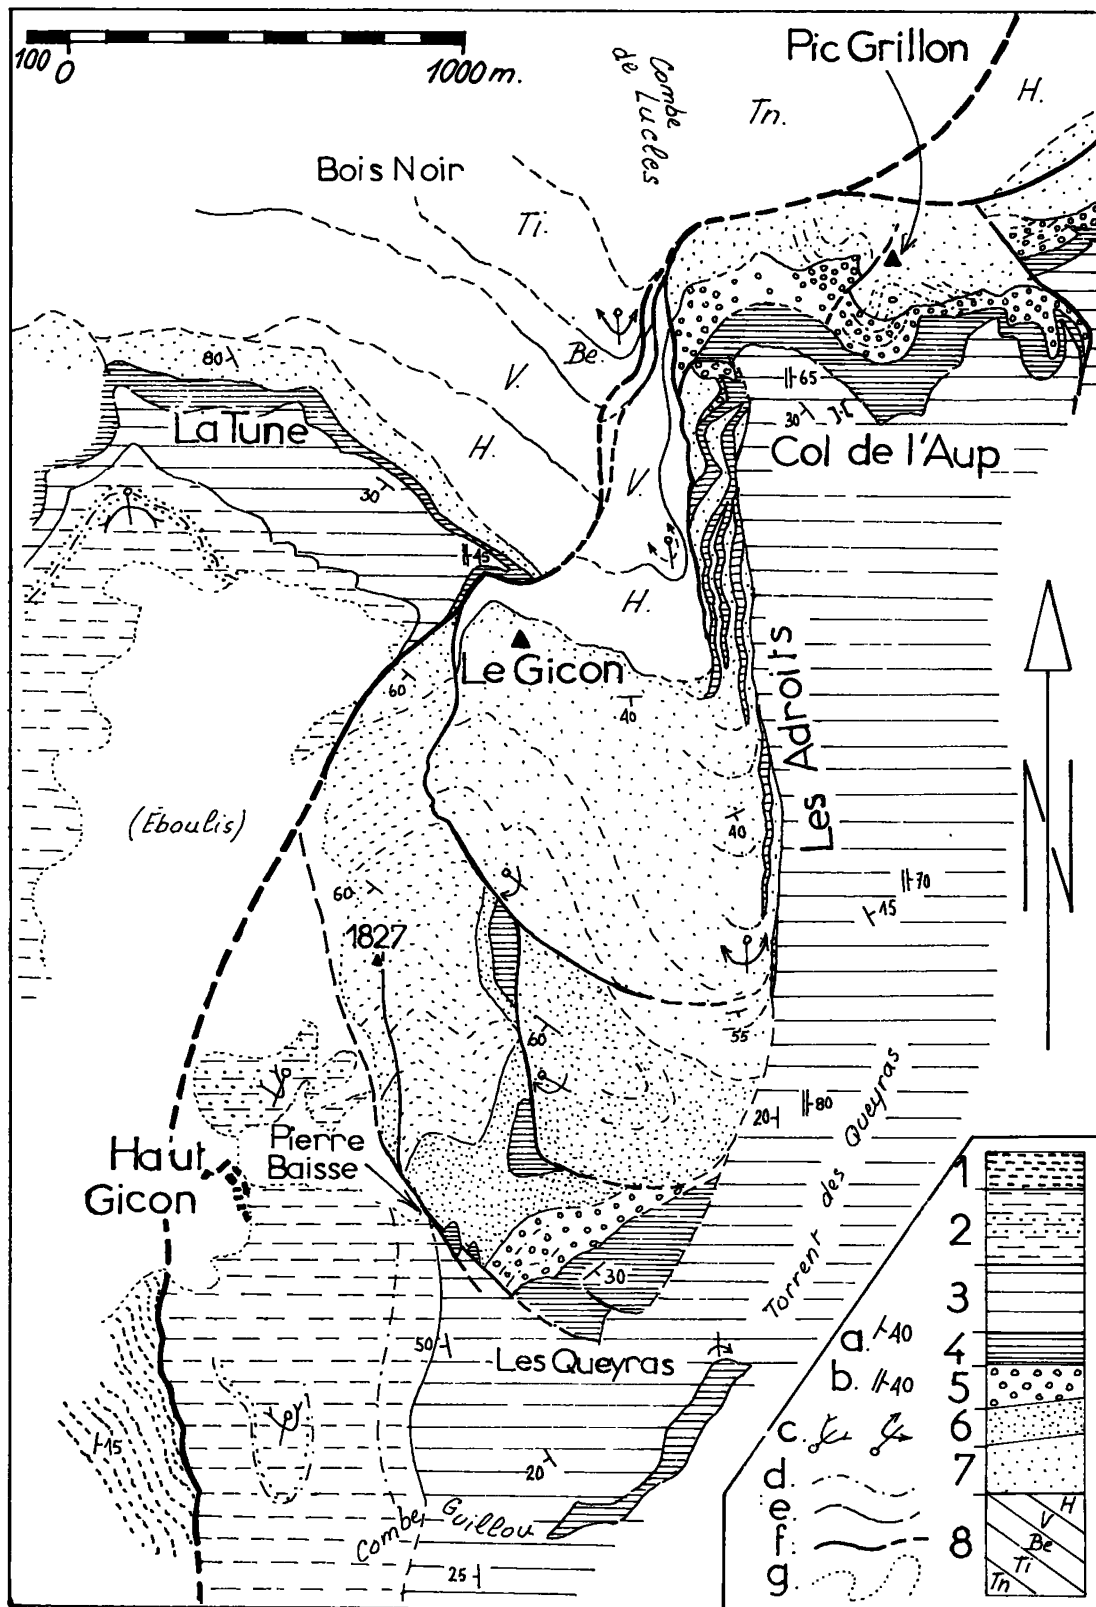 100 0 1000 m.
Pic Grillon
Combe
de Lucles
Tn.
H.
Bois Noir
Ti.
Be.
V.
H.
80
La Tune
30
45
65
30
Col de l'Aup
V.
H.
Le Gicon
60
40
Les Adroits
40
(Eboulis)
60
1827
70
15
60
55
20
80
Torrent des Queyras
Pierre
Baisse
Haut
Gicon
30
50
Les Queyras
15
20
Combe Guillou
25
1
2
3
4
5
6
7
8
a. 40
b. 40
c.
d.
e.
f.
g.
H
V
Be
Ti
Tn